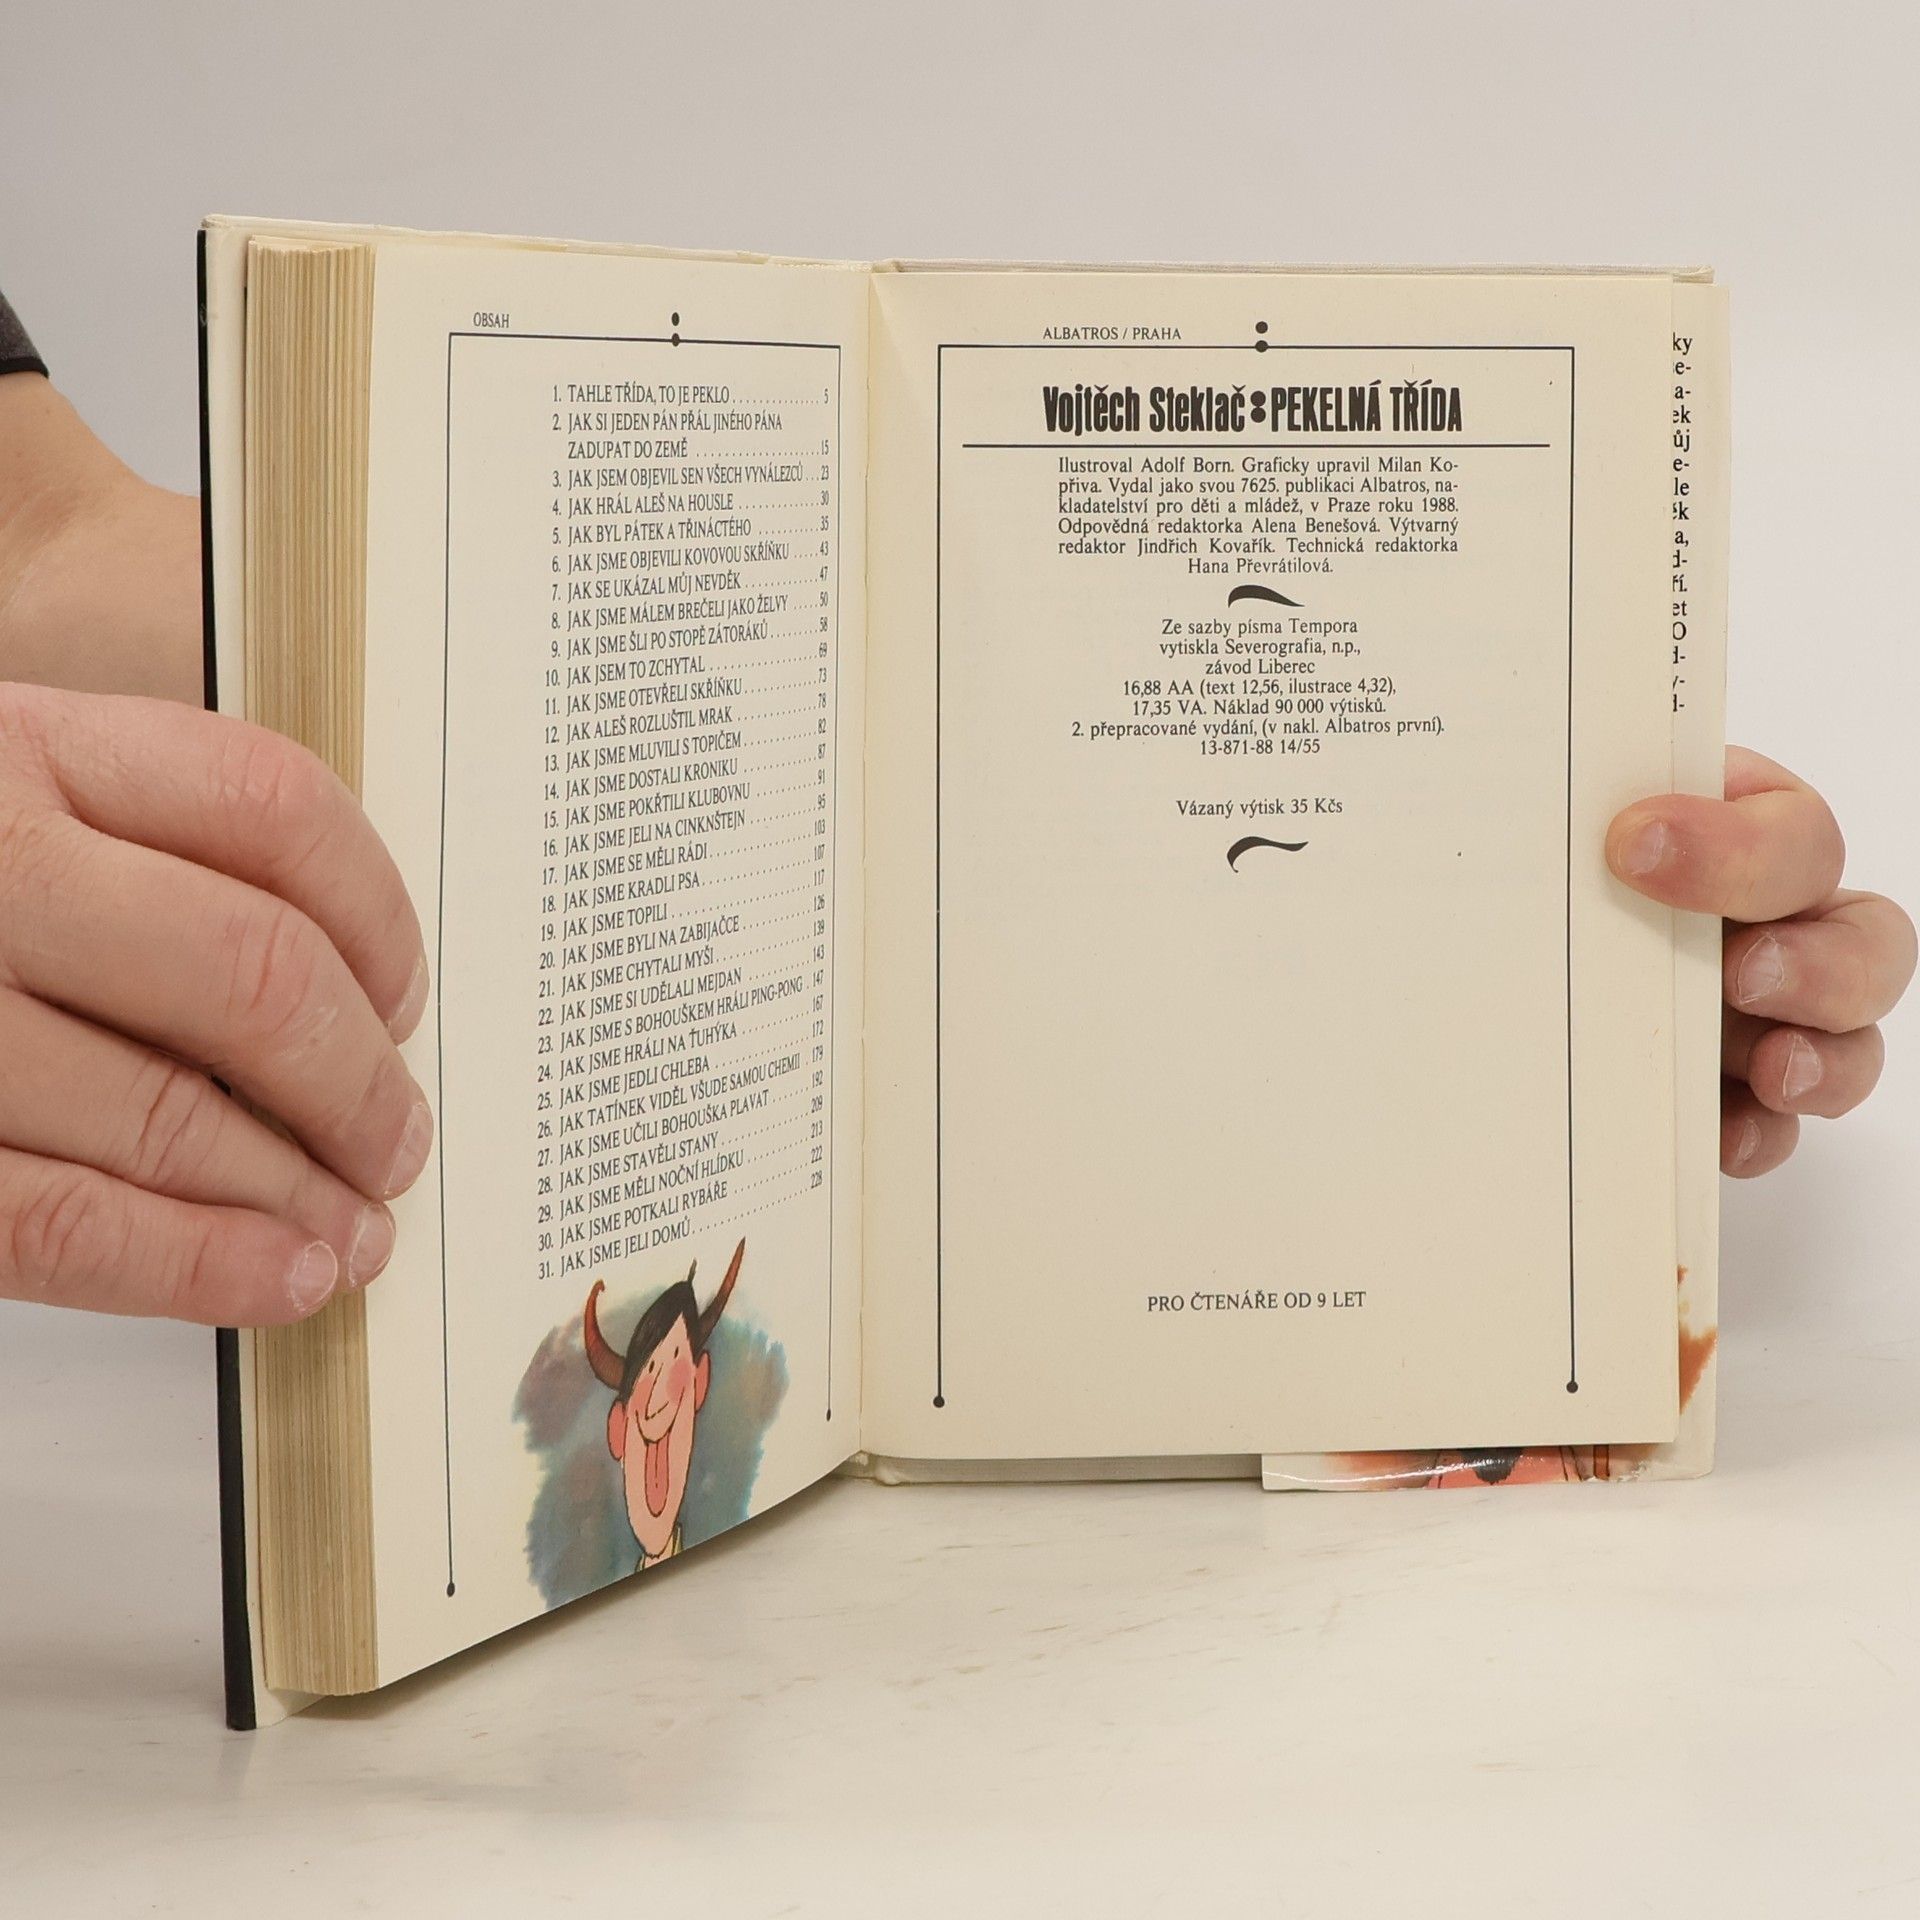 OBSAH
1. TAHLE TŘÍDA, TO JE PEKLO . . . . . . . . . . . . . . . 5
2. JAK SI JEDEN PÁN PŘÁL JINÉHO PÁNA
ZADUPAT DO ZEMĚ . . . . . . . . . . . . . . . . . . . . 15
3. JAK JSEM OBJEVIL SEN VŠECH VYNÁLEZCŮ . . . 23
4. JAK HRÁL ALEŠ NA HOUSLE . . . . . . . . . . . . . . 30
5. JAK BYL PÁTEK A TŘINÁCTÉHO . . . . . . . . . . . 35
6. JAK JSME OBJEVILI KOVOVOU SKŘÍŇKU . . . . . 43
7. JAK SE UKÁZAL MŮJ NEVDĚK . . . . . . . . . . . . . 47
8. JAK JSME MÁLEM BREČELI JAKO ŽELVY . . . . . 50
9. JAK JSME ŠLI PO STOPĚ ZÁTORÁKŮ . . . . . . . . 58
10. JAK JSEM TO ZCHYTAL . . . . . . . . . . . . . . . . . . 69
11. JAK JSME OTEVŘELI SKŘÍŇKU . . . . . . . . . . . . . 73
12. JAK ALEŠ ROZLUŠTIL MRAK . . . . . . . . . . . . . . 78
13. JAK JSME MLUVILI S TOPIČEM . . . . . . . . . . . . 82
14. JAK JSME DOSTALI KRONIKU . . . . . . . . . . . . . 87
15. JAK JSME POKŘTILI KLUBOVNU . . . . . . . . . . . 91
16. JAK JSME JELI NA CINKNŠTEJN . . . . . . . . . . . . 95
17. JAK JSME SE MĚLI RÁDI . . . . . . . . . . . . . . . . . 103
18. JAK JSME KRADLI PSA . . . . . . . . . . . . . . . . . . 107
19. JAK JSME TOPILI . . . . . . . . . . . . . . . . . . . . . . 117
20. JAK JSME BYLI NA ZABIJAČCE . . . . . . . . . . . . 126
21. JAK JSME CHYTALI MYŠI . . . . . . . . . . . . . . . . 139
22. JAK JSME SI UDĚLALI MEJDAN . . . . . . . . . . . . 143
23. JAK JSME S BOHOUŠKEM HRÁLI PING-PONG . 147
24. JAK JSME HRÁLI NA ŤUHÝKA . . . . . . . . . . . . . 167
25. JAK JSME JEDLI CHLEBA . . . . . . . . . . . . . . . . 172
26. JAK TATÍNEK VIDĚL VŠUDE SAMOU CHEMII . 179
27. JAK JSME UČILI BOHOUŠKA PLAVAT . . . . . . . 192
28. JAK JSME STAVĚLI STANY . . . . . . . . . . . . . . . 209
29. JAK JSME MĚLI NOČNÍ HLÍDKU . . . . . . . . . . . 213
30. JAK JSME POTKALI RYBÁŘE . . . . . . . . . . . . . . 222
31. JAK JSME JELI DOMŮ . . . . . . . . . . . . . . . . . . . 228
ALBATROS / PRAHA
Vojtěch Steklač : PEKELNÁ TŘÍDA
Ilustroval Adolf Born. Graficky upravil Milan Ko-
přiva. Vydal jako svou 7625. publikaci Albatros, na-
kladatelství pro děti a mládež, v Praze roku 1988.
Odpovědná redaktorka Alena Benešová. Výtvarný
redaktor Jindřich Kovařík. Technická redaktorka
Hana Převrátilová.
Ze sazby písma Tempora
vytiskla Severografia, n.p.,
závod Liberec
16,88 AA (text 12,56, ilustrace 4,32),
17,35 VA. Náklad 90 000 výtisků.
2. přepracované vydání, (v nakl. Albatros první).
13-871-88 14/55
Vázaný výtisk 35 Kčs
PRO ČTENÁŘE OD 9 LET